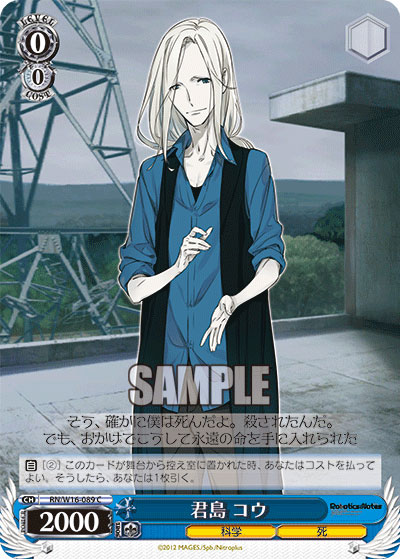 LEVEL
0
0
COST
SAMPLE
そう、確かに僕は死んだよ。殺されたんだ。
でも、おかげでこうして永遠の命を手に入れられた
自【②】このカードが舞台から控え室に置かれた時、あなたはコストを払って
よい。そうしたら、あなたは1枚引く。
CH RN/W16-089 C
2000
君島 コウ
Robotics;Notes
科学 死
©2012 MAGES./5pb./Nitroplus